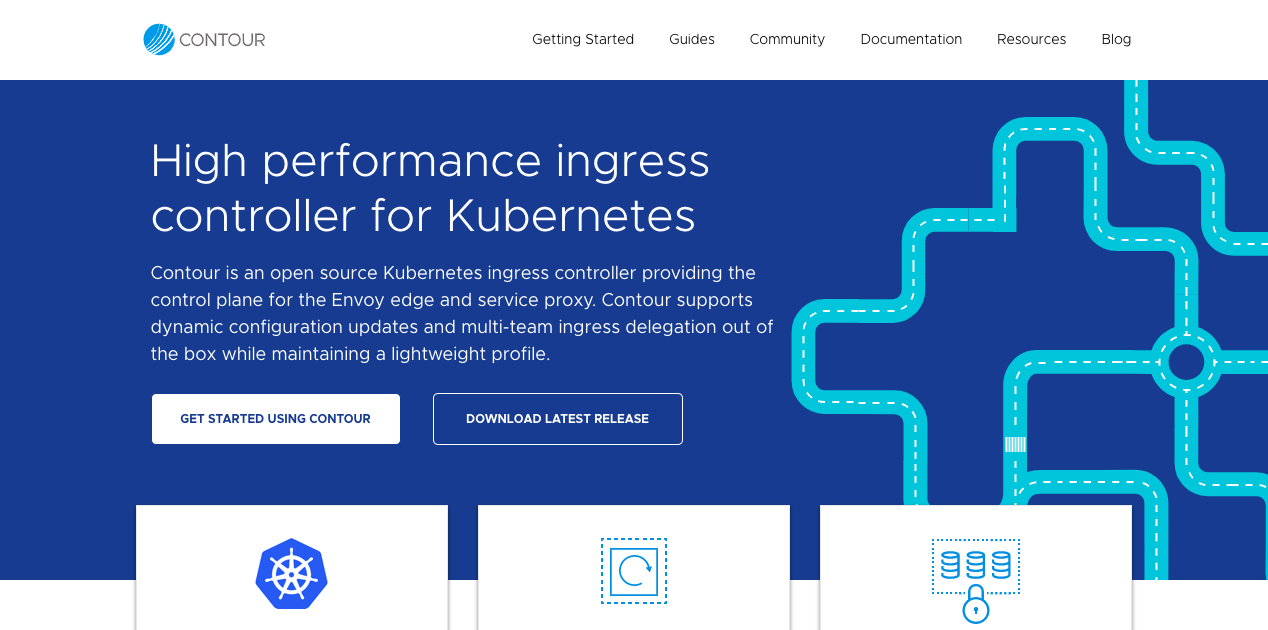 CONTOUR
Getting Started
Guides
Community
Documentation
Resources
Blog
High performance ingress
controller for Kubernetes
Contour is an open source Kubernetes ingress controller providing the
control plane for the Envoy edge and service proxy. Contour supports
dynamic configuration updates and multi-team ingress delegation out of
the box while maintaining a lightweight profile.
GET STARTED USING CONTOUR
DOWNLOAD LATEST RELEASE